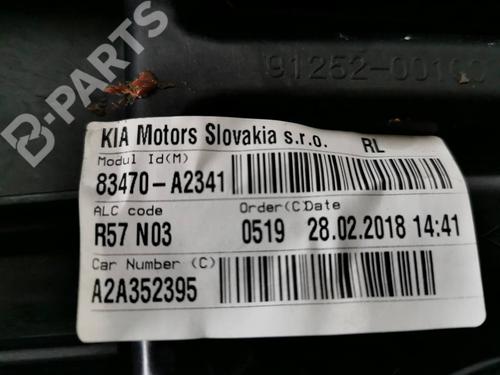 B-PARTS
91252-00100
KIA Motors Slovakia s.r.o. RL
Modul Id(M)
83470-A2341
ALC code Order(C)Date
R57 N03 0519 28.02.2018 14:41
Car Number (C)
A2A352395